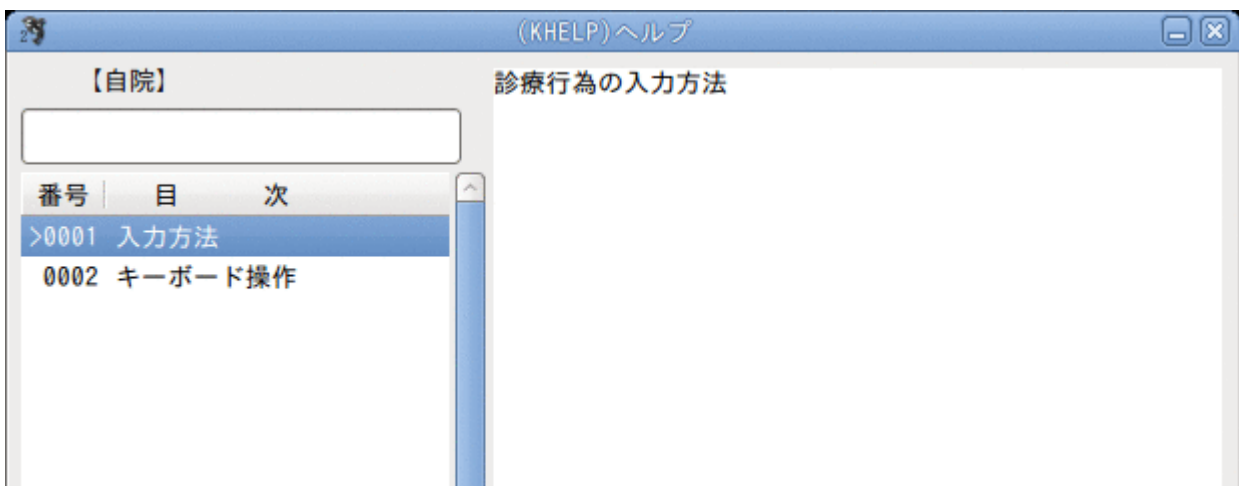 (KHELP)ヘルプ
【自院】
番号 目 次
>0001 入力方法
0002 キーボード操作
診療行為の入力方法